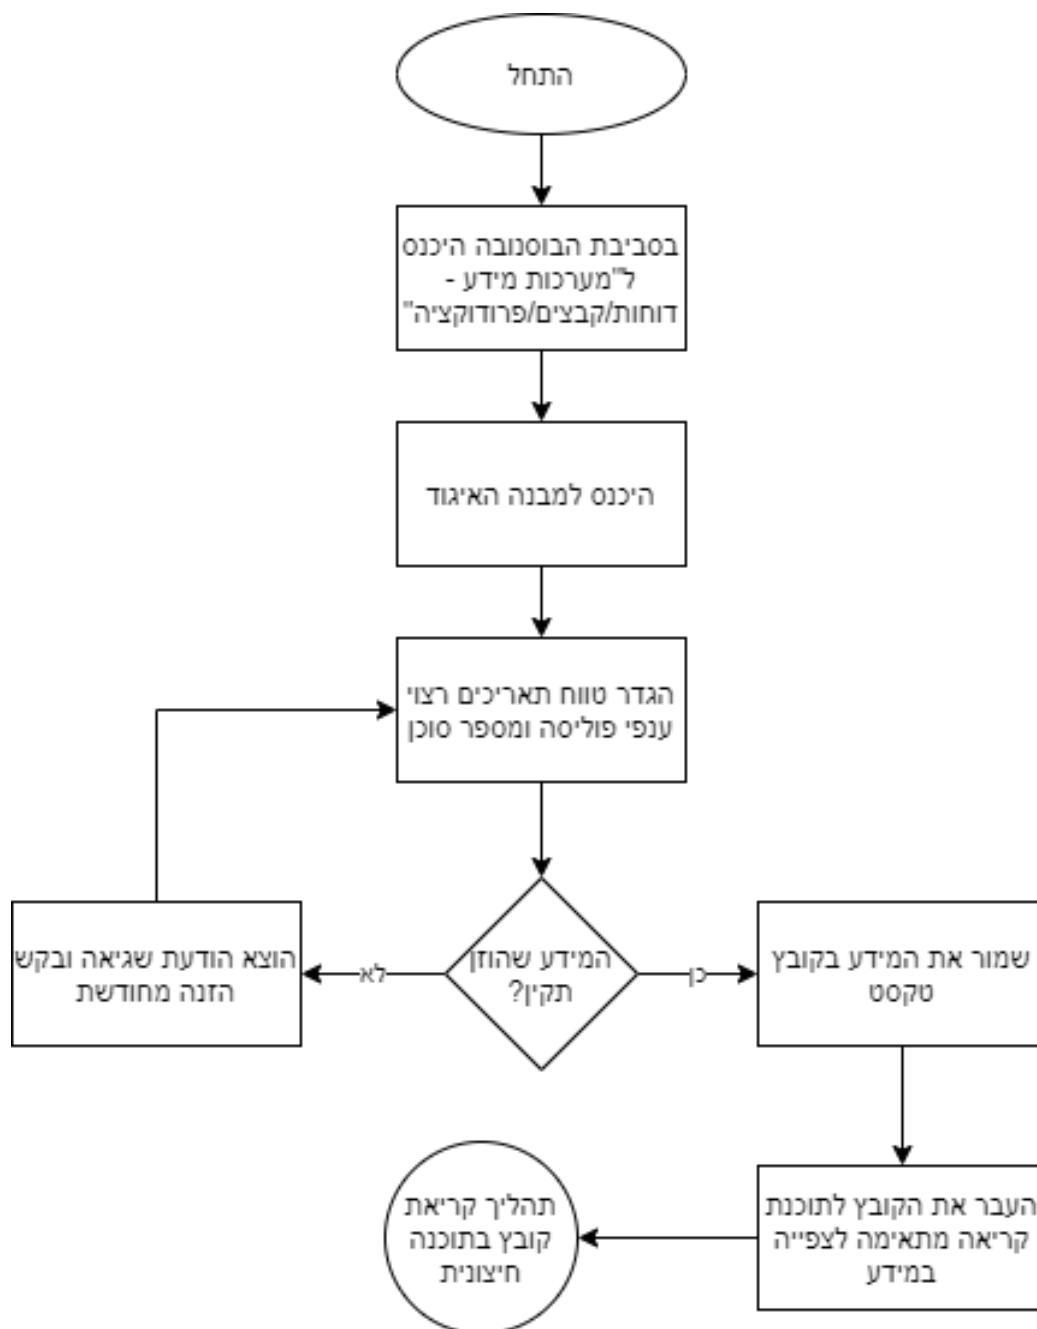 התחל
בסביבת הבוסנובה היכנס
ל"מערכות מידע -
דוחות/קבצים/פרודוקציה"
היכנס למבנה האיגוד
הגדר טווח תאריכים רצוי
ענפי פוליסה ומספר סוכן
המידע שהוזן
תקין?
כן
לא
שמור את המידע בקובץ
טקסט
הוצא הודעת שגיאה ובקש
הזנה מחודשת
העבר את הקובץ לתוכנת
קריאה מתאימה לצפייה
במידע
תהליך קריאת
קובץ בתוכנה
חיצונית